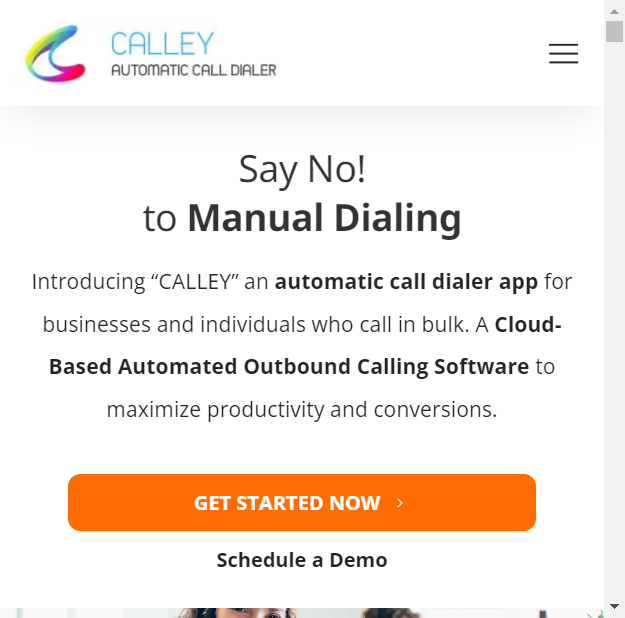 CALLEY
AUTOMATIC CALL DIALER
Say No!
to Manual Dialing
Introducing “CALLEY” an automatic call dialer app for
businesses and individuals who call in bulk. A Cloud-
Based Automated Outbound Calling Software to
maximize productivity and conversions.
GET STARTED NOW
Schedule a Demo